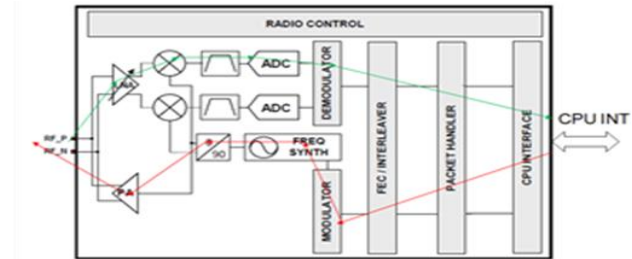 RADIO CONTROL
LNA
ADC
ADC
DEMODULATOR
FEC / INTERLEAVER
PACKET HANDLER
CPU INTERFACE
CPU INT
RF_P
RF_N
90
FREQ
SYNTH
PA
MODULATOR